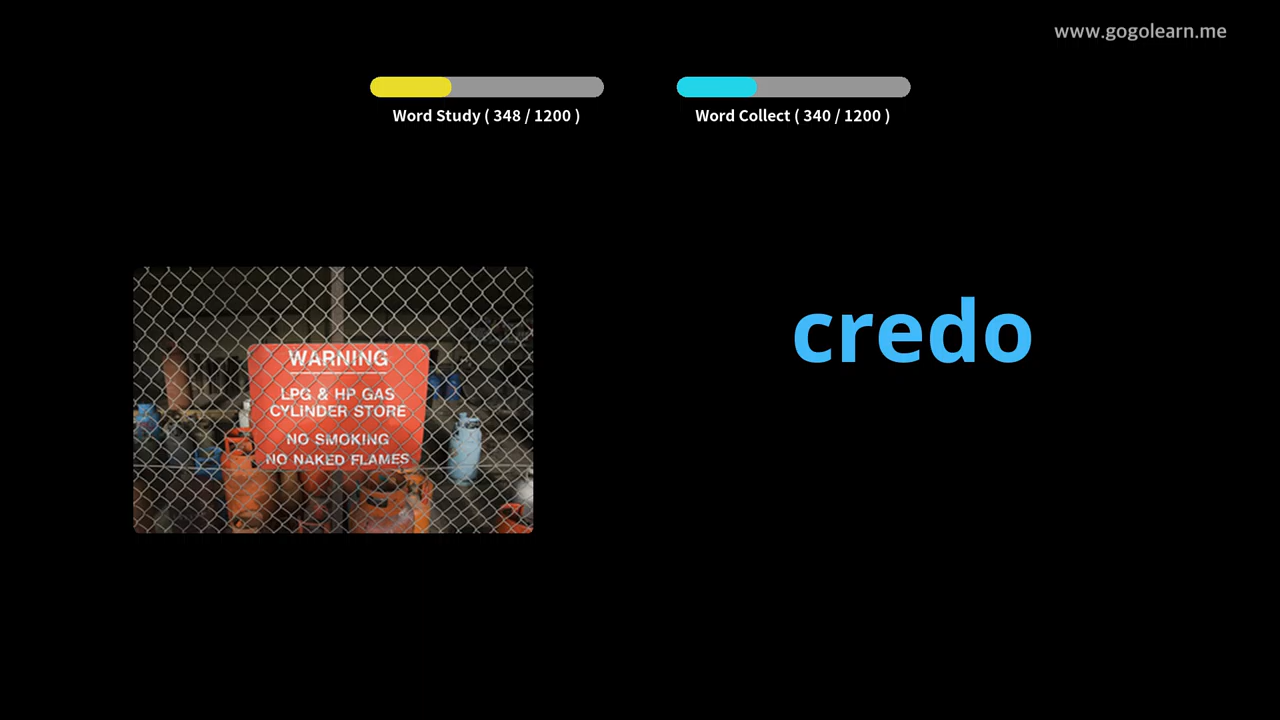 www.gogolearn.me
Word Study ( 348 / 1200 )
Word Collect ( 340 / 1200 )
WARNING
LPG & HP GAS
CYLINDER STORE
NO SMOKING
NO NAKED FLAMES
credo